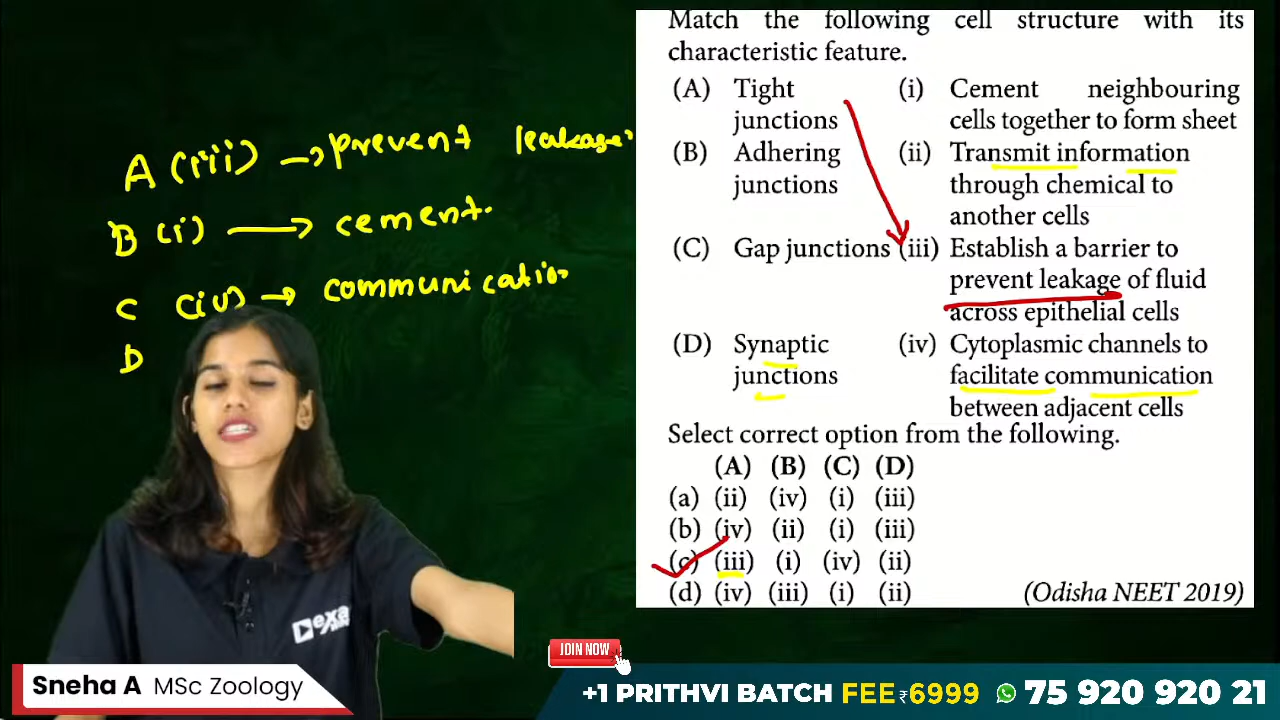 A (iii) → prevent leakage
B (i) → cement.
C (iv) → communication
D
Match the following cell structure with its
characteristic feature.
(A) Tight (i) Cement neighbouring
junctions cells together to form sheet
(B) Adhering (ii) Transmit information
junctions through chemical to
another cells
(C) Gap junctions (iii) Establish a barrier to
prevent leakage of fluid
across epithelial cells
(D) Synaptic (iv) Cytoplasmic channels to
junctions facilitate communication
between adjacent cells
Select correct option from the following.
(A) (B) (C) (D)
(a) (ii) (iv) (i) (iii)
(b) (iv) (ii) (i) (iii)
(c) (iii) (i) (iv) (ii)
(d) (iv) (iii) (i) (ii)
(Odisha NEET 2019)
exa
JOIN NOW
Sneha A MSc Zoology
+1 PRITHVI BATCH FEE ₹6999 75 920 920 21